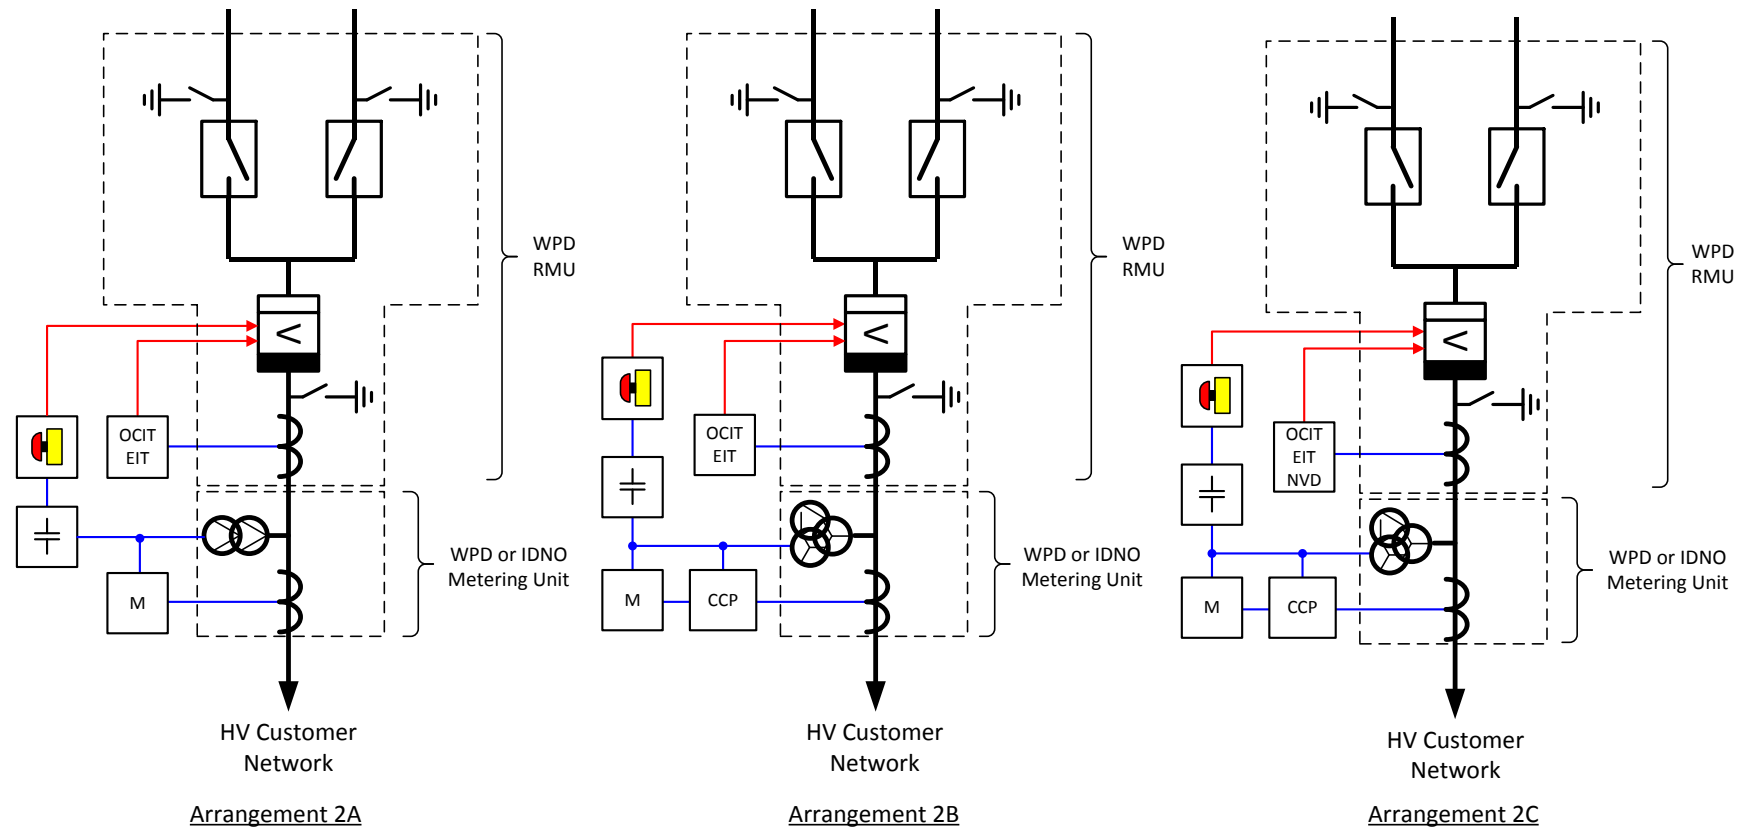 WPD
RMU
<
OCIT
EIT
M
WPD or IDNO
Metering Unit
HV Customer
Network
Arrangement 2A
WPD
RMU
<
OCIT
EIT
M
CCP
WPD or IDNO
Metering Unit
HV Customer
Network
Arrangement 2B
WPD
RMU
<
OCIT
EIT
NVD
M
CCP
WPD or IDNO
Metering Unit
HV Customer
Network
Arrangement 2C